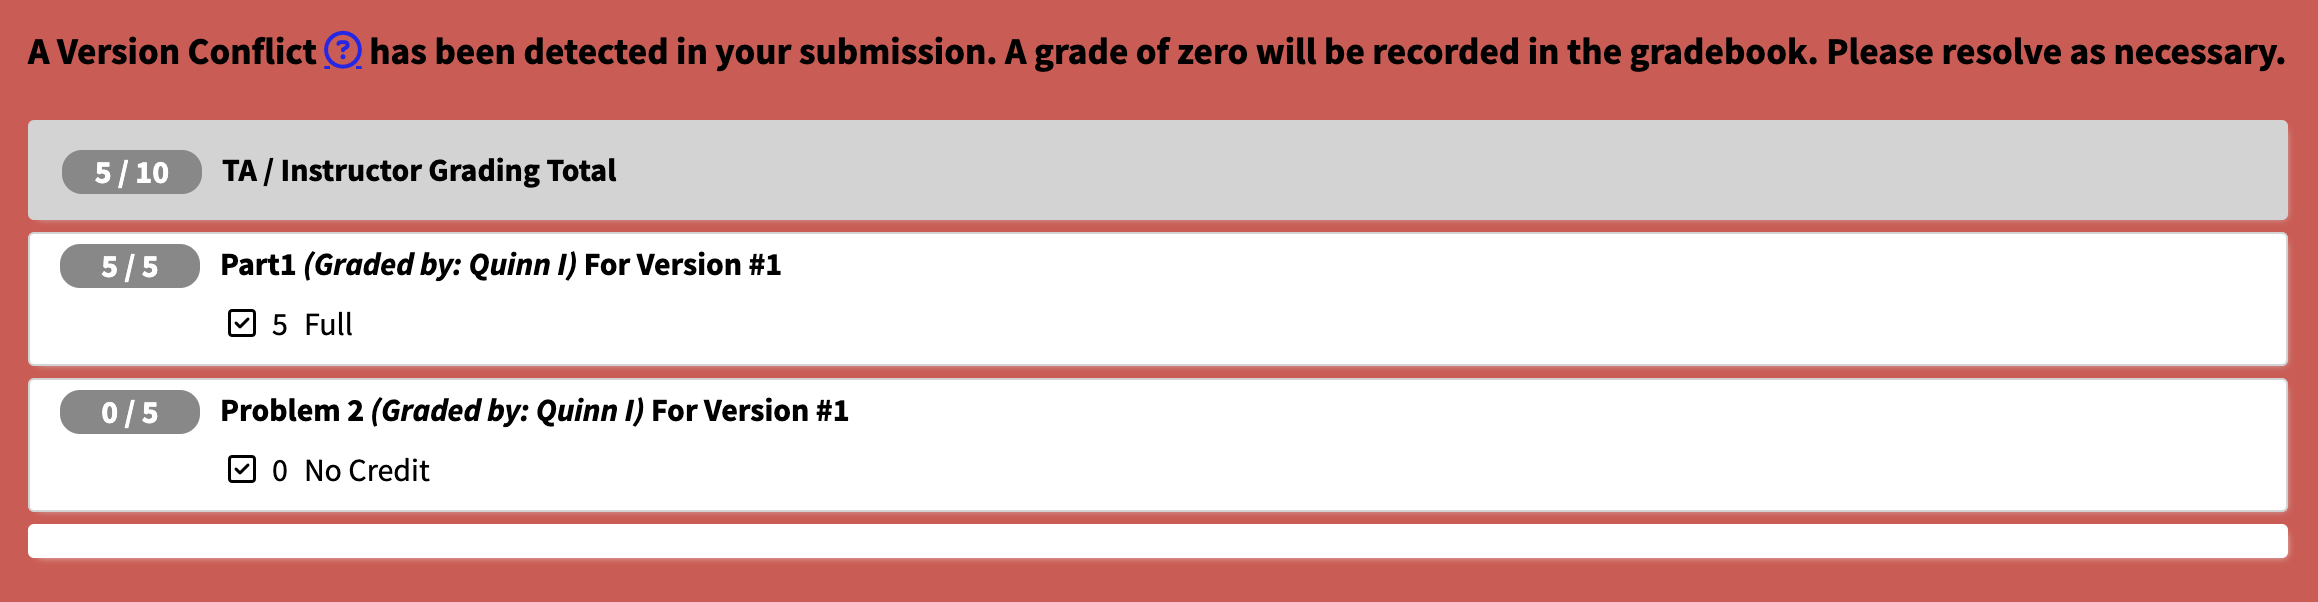 A Version Conflict ? has been detected in your submission. A grade of zero will be recorded in the gradebook. Please resolve as necessary.
5 / 10 TA / Instructor Grading Total
5 / 5 Part1 (Graded by: Quinn I) For Version #1
5 Full
0 / 5 Problem 2 (Graded by: Quinn I) For Version #1
0 No Credit